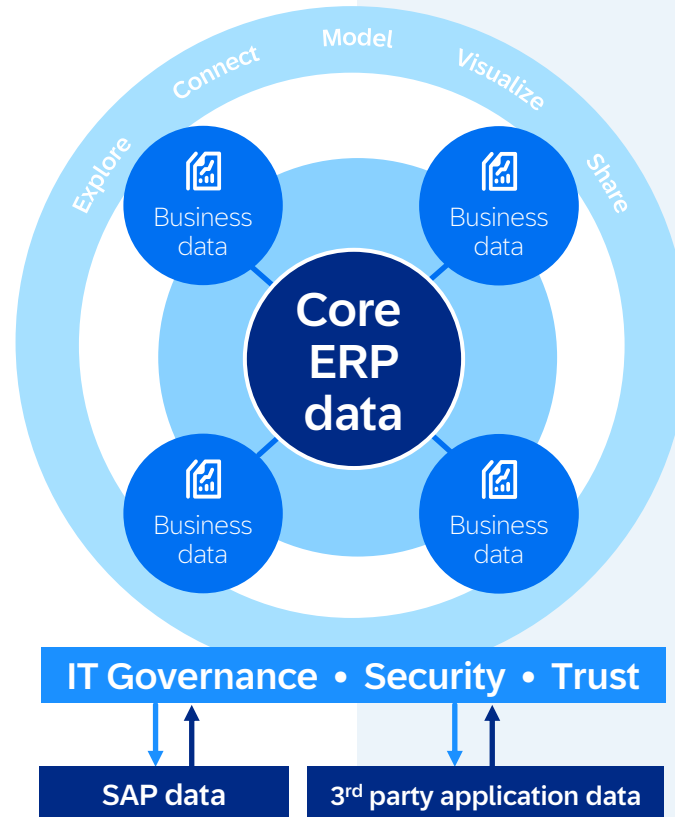 Explore
Connect
Model
Visualize
Share
Business
data
Business
data
Core
ERP
data
Business
data
Business
data
IT Governance • Security • Trust
SAP data
3rd party application data